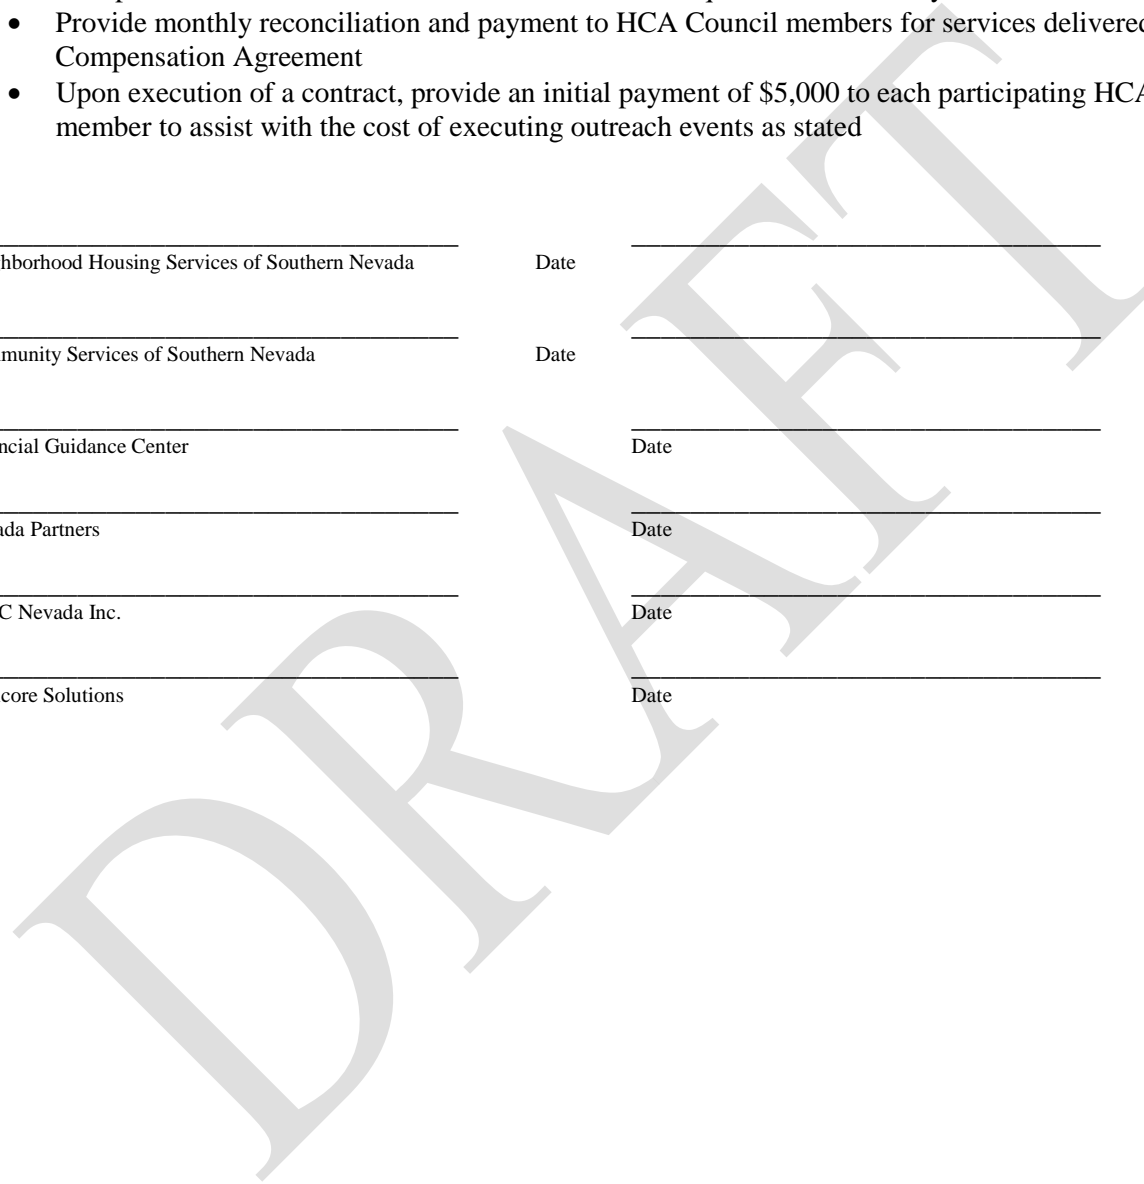 Provide monthly reconciliation and payment to HCA Council members for services delivered
Compensation Agreement
Upon execution of a contract, provide an initial payment of $5,000 to each participating HCA
member to assist with the cost of executing outreach events as stated
hborhood Housing Services of Southern Nevada Date
munity Services of Southern Nevada Date
ncial Guidance Center Date
ada Partners Date
C Nevada Inc. Date
core Solutions Date
DRAFT